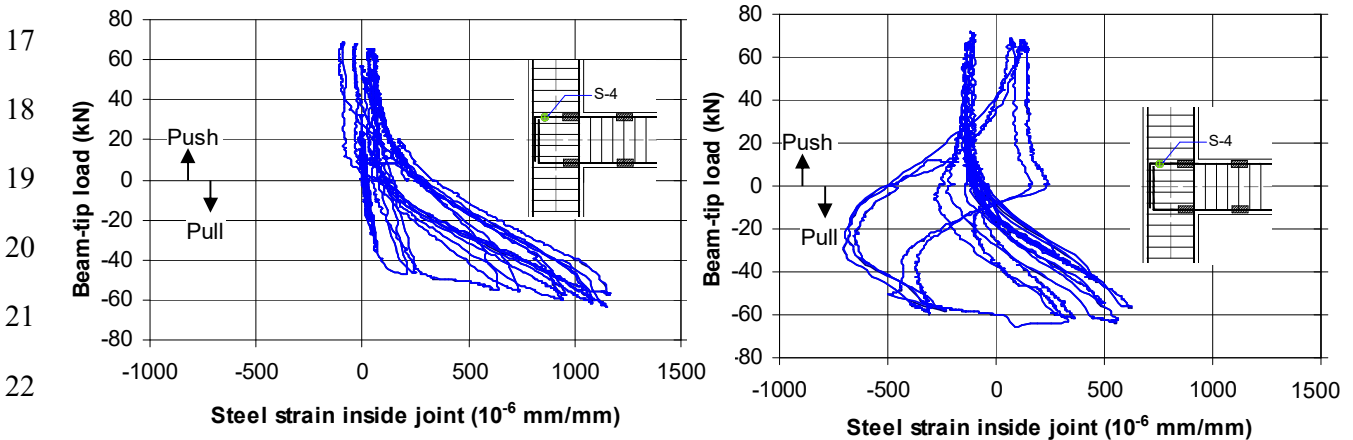 17
18
19
20
21
22
80
60
40
20
0
-20
-40
-60
-80
Beam-tip load (kN)
Push
Pull
S-4
-1000 -500 0 500 1000 1500
Steel strain inside joint (10⁻⁶ mm/mm)
80
60
40
20
0
-20
-40
-60
-80
Beam-tip load (kN)
Push
Pull
S-4
-1000 -500 0 500 1000 1500
Steel strain inside joint (10⁻⁶ mm/mm)